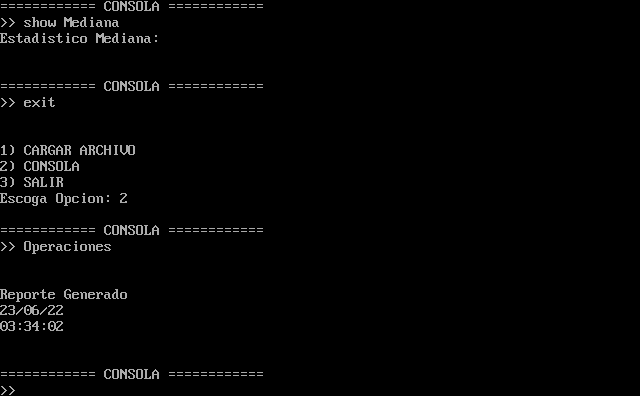 ============ CONSOLA ============
>> show Mediana
Estadistico Mediana:
============ CONSOLA ============
>> exit
1) CARGAR ARCHIVO
2) CONSOLA
3) SALIR
Escoga Opcion: 2
============ CONSOLA ============
>> Operaciones
Reporte Generado
23/06/22
03:34:02
============ CONSOLA ============
>>